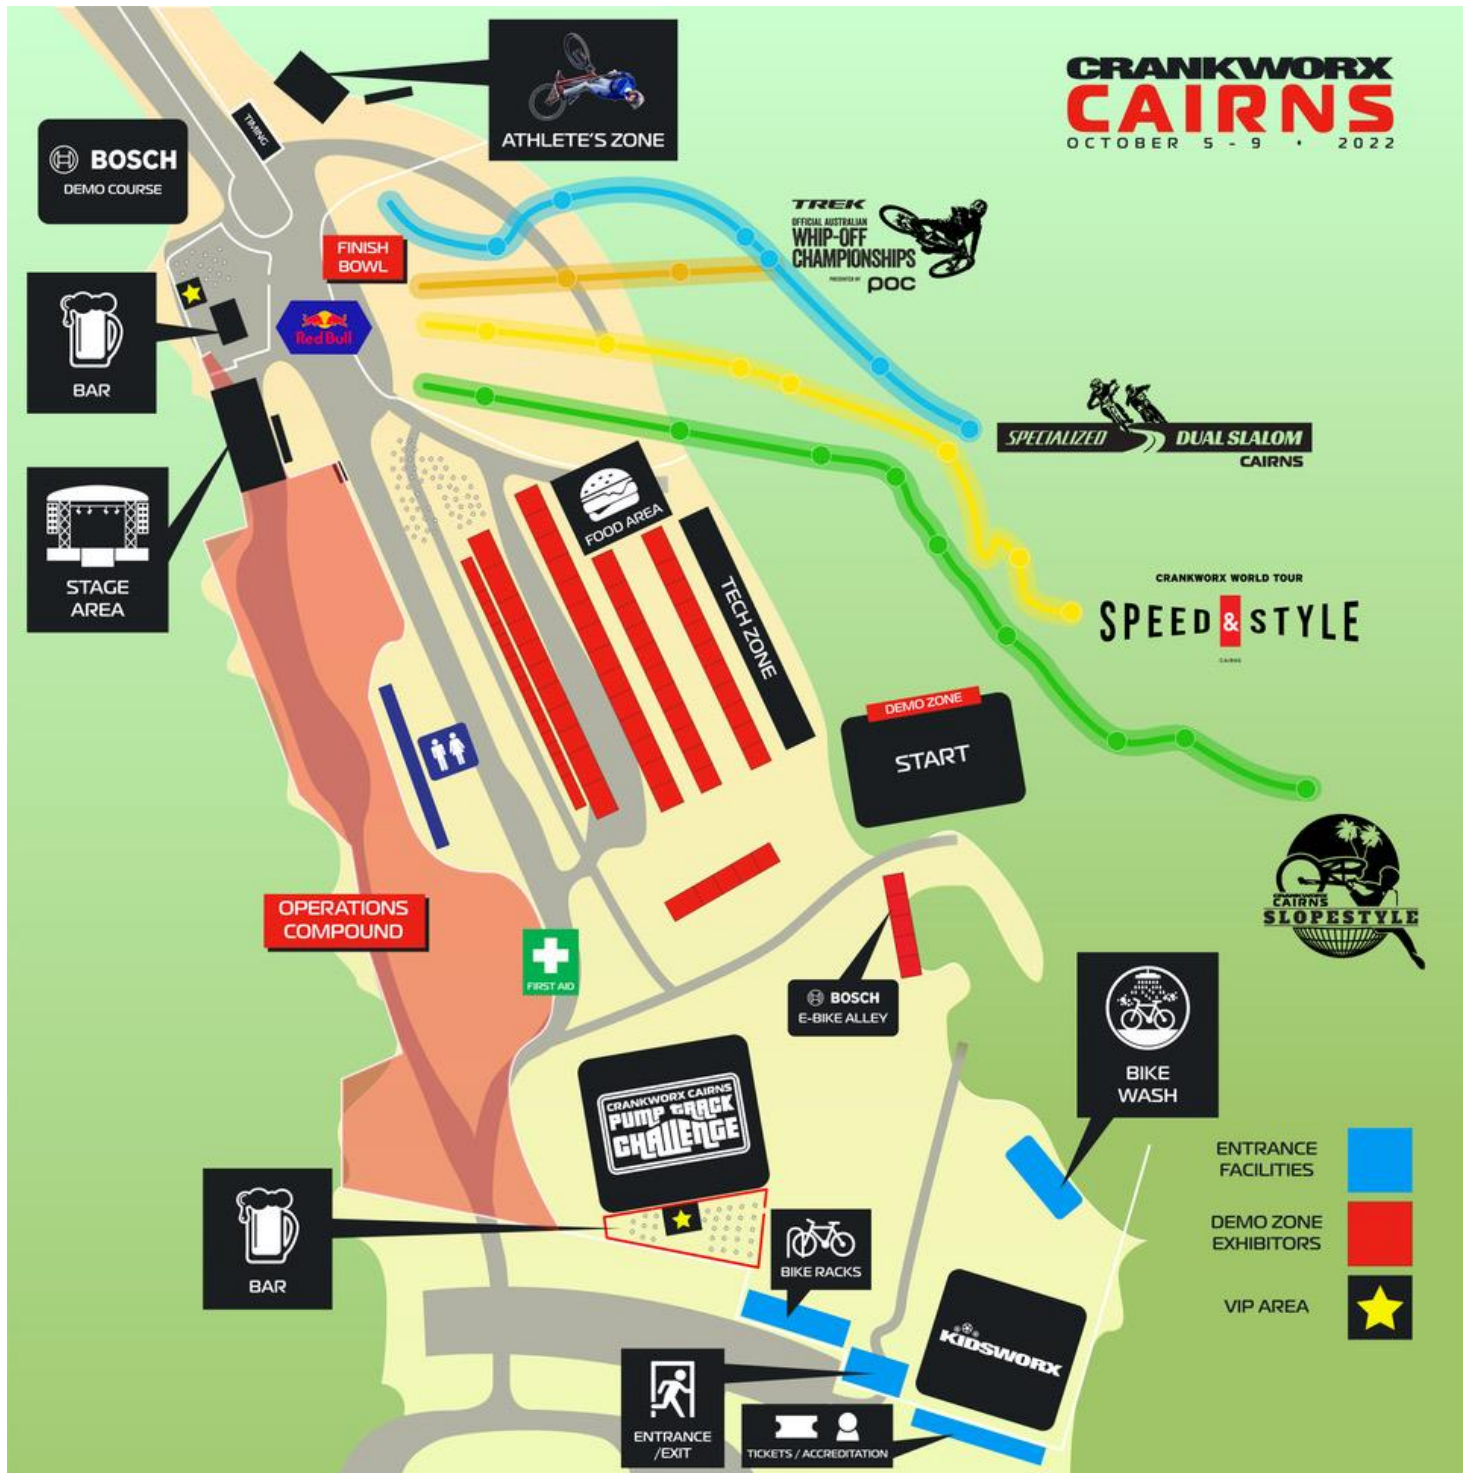 CRANKWORX
CAIRNS
OCTOBER 5 - 9 • 2022
ATHLETE'S ZONE
TIMING
BOSCH
DEMO COURSE
TREK
OFFICIAL AUSTRALIAN
WHIP-OFF
CHAMPIONSHIPS
PRESENTED BY
POC
FINISH
BOWL
Red Bull
BAR
SPECIALIZED DUAL SLALOM
CAIRNS
STAGE
AREA
FOOD AREA
TECH ZONE
CRANKWORX WORLD TOUR
SPEED & STYLE
CAIRNS
DEMO ZONE
START
CRANKWORX
CAIRNS
SLOPESTYLE
OPERATIONS
COMPOUND
FIRST AID
BOSCH
E-BIKE ALLEY
BIKE
WASH
CRANKWORX CAIRNS
PUMP TRACK
CHALLENGE
BAR
BIKE RACKS
ENTRANCE
FACILITIES
DEMO ZONE
EXHIBITORS
VIP AREA
KIDSWORX
ENTRANCE
/EXIT
TICKETS / ACCREDITATION